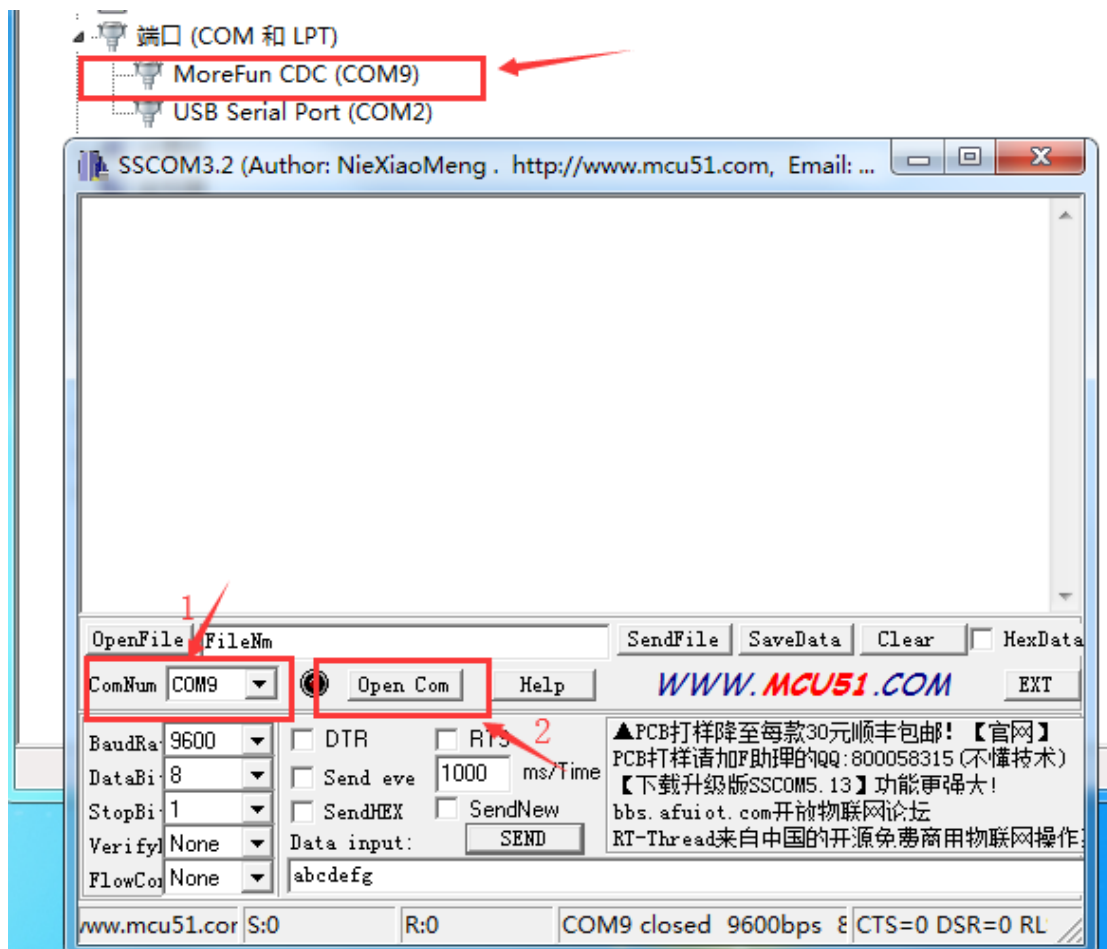 端口 (COM 和 LPT)
MoreFun CDC (COM9)
USB Serial Port (COM2)
SSCOM3.2 (Author: NieXiaoMeng . http://www.mcu51.com, Email: ...
1
OpenFile FileNm SendFile SaveData Clear HexData
ComNum COM9 Open Com Help WWW.MCU51.COM EXT
2
BaudRa 9600 DTR RTS
DataBi 8 Send eve 1000 ms/Time
StopBi 1 SendHEX SendNew
Verify None Data input: SEND
FlowCo None abcdefg
▲PCB打样降至每款30元顺丰包邮!【官网】
PCB打样请加F助理的QQ:800058315(不懂技术)
【下载升级版SSCOM5.13】功能更强大!
bbs.afuiot.com开放物联网论坛
RT-Thread来自中国的开源免费商用物联网操作
www.mcu51.cor S:0 R:0 COM9 closed 9600bps 8 CTS=0 DSR=0 RL